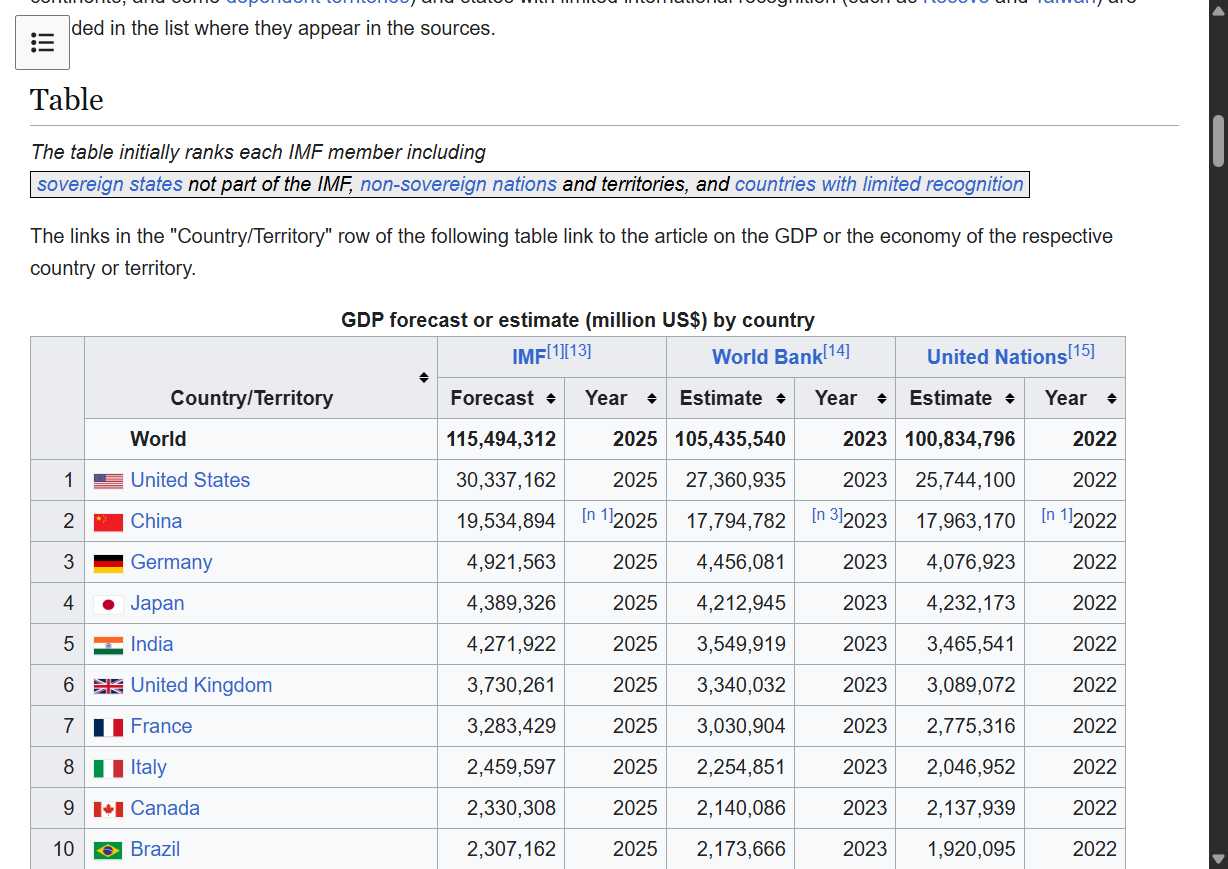 ded in the list where they appear in the sources.
Table
The table initially ranks each IMF member including
sovereign states not part of the IMF, non-sovereign nations and territories, and countries with limited recognition
The links in the "Country/Territory" row of the following table link to the article on the GDP or the economy of the respective
country or territory.
GDP forecast or estimate (million US$) by country
IMF[1][13] World Bank[14] United Nations[15]
Country/Territory Forecast Year Estimate Year Estimate Year
World 115,494,312 2025 105,435,540 2023 100,834,796 2022
1 United States 30,337,162 2025 27,360,935 2023 25,744,100 2022
2 China 19,534,894 [n 1]2025 17,794,782 [n 3]2023 17,963,170 [n 1]2022
3 Germany 4,921,563 2025 4,456,081 2023 4,076,923 2022
4 Japan 4,389,326 2025 4,212,945 2023 4,232,173 2022
5 India 4,271,922 2025 3,549,919 2023 3,465,541 2022
6 United Kingdom 3,730,261 2025 3,340,032 2023 3,089,072 2022
7 France 3,283,429 2025 3,030,904 2023 2,775,316 2022
8 Italy 2,459,597 2025 2,254,851 2023 2,046,952 2022
9 Canada 2,330,308 2025 2,140,086 2023 2,137,939 2022
10 Brazil 2,307,162 2025 2,173,666 2023 1,920,095 2022